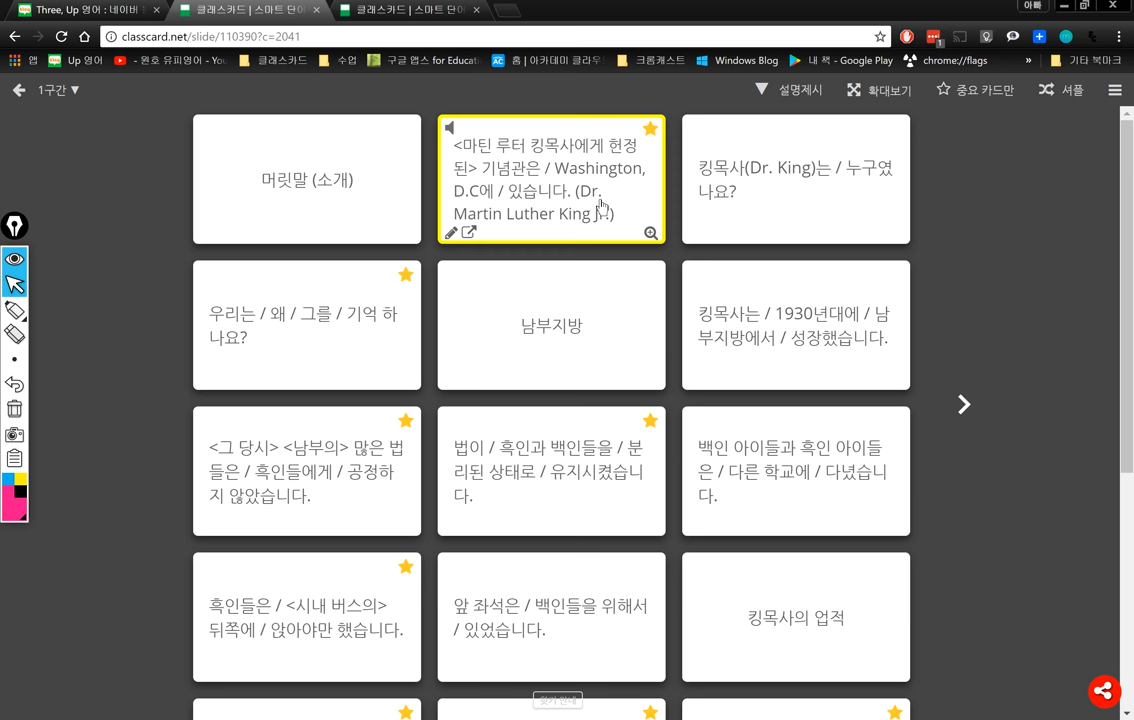 Three, Up 영어 : 네이버
클래스카드 | 스마트 단어
클래스카드 | 스마트 단어
아빠
classcard.net/slide/110390?c=2041
앱
Up 영어
- 원호 유피영어 - You
클래스카드
수업
구글 앱스 for Educati
홈 | 아카데미 클라우
크롬캐스트
Windows Blog
내 책 - Google Play
chrome://flags
»
기타 북마크
1구간 ▼
▼ 설명제시
확대보기
중요 카드만
셔플
머릿말 (소개)
<마틴 루터 킹목사에게 헌정
된> 기념관은 / Washington,
D.C에 / 있습니다. (Dr.
Martin Luther King Jr.)
킹목사(Dr. King)는 / 누구였
나요?
우리는 / 왜 / 그를 / 기억 하
나요?
남부지방
킹목사는 / 1930년대에 / 남
부지방에서 / 성장했습니다.
<그 당시> <남부의> 많은 법
들은 / 흑인들에게 / 공정하
지 않았습니다.
법이 / 흑인과 백인들을 / 분
리된 상태로 / 유지시켰습니
다.
백인 아이들과 흑인 아이들
은 / 다른 학교에 / 다녔습니
다.
흑인들은 / <시내 버스의>
뒤쪽에 / 앉아야만 했습니다.
앞 좌석은 / 백인들을 위해서
/ 있었습니다.
킹목사의 업적